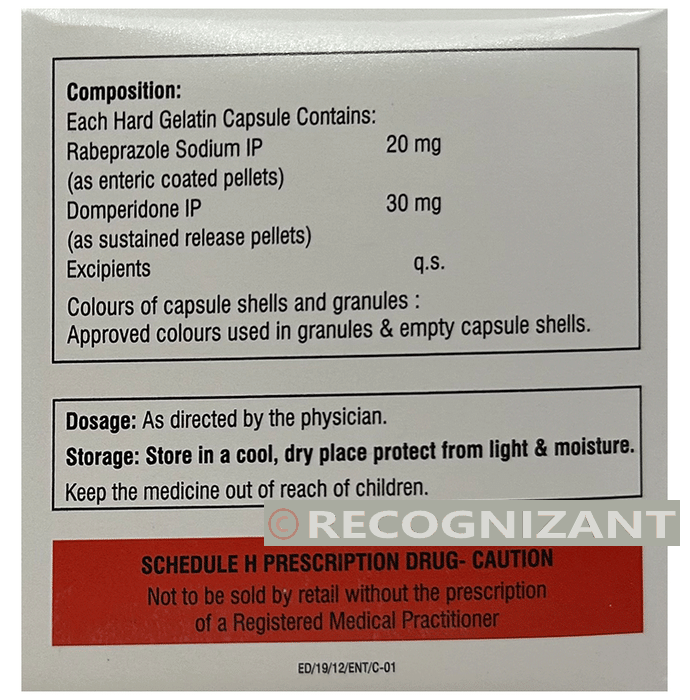 Composition:
Each Hard Gelatin Capsule Contains:
Rabeprazole Sodium IP 20 mg
(as enteric coated pellets)
Domperidone IP 30 mg
(as sustained release pellets)
Excipients q.s.
Colours of capsule shells and granules :
Approved colours used in granules & empty capsule shells.
Dosage: As directed by the physician.
Storage: Store in a cool, dry place protect from light & moisture.
Keep the medicine out of reach of children.
© RECOGNIZANT
SCHEDULE H PRESCRIPTION DRUG- CAUTION
Not to be sold by retail without the prescription
of a Registered Medical Practitioner
ED/19/12/ENT/C-01